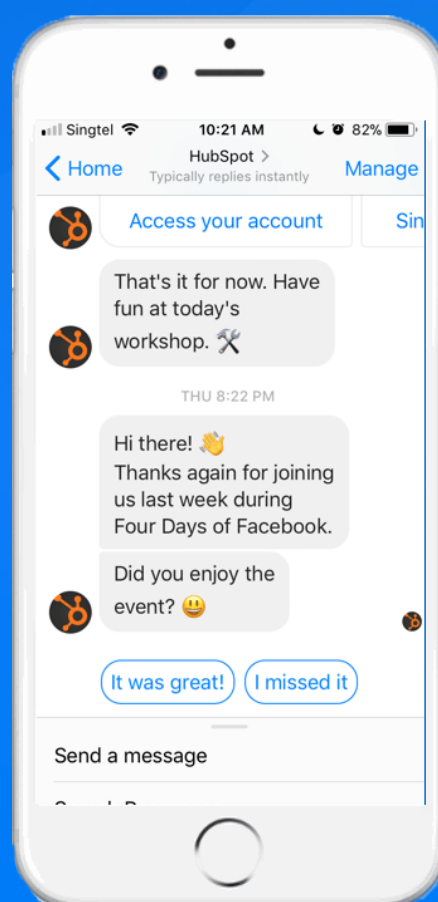 Singtel 10:21 AM 82%
Home HubSpot > Manage
Typically replies instantly
Access your account Sin
That's it for now. Have
fun at today's
workshop. 🛠️
THU 8:22 PM
Hi there! 👋
Thanks again for joining
us last week during
Four Days of Facebook.
Did you enjoy the
event? 😃
It was great! I missed it
Send a message